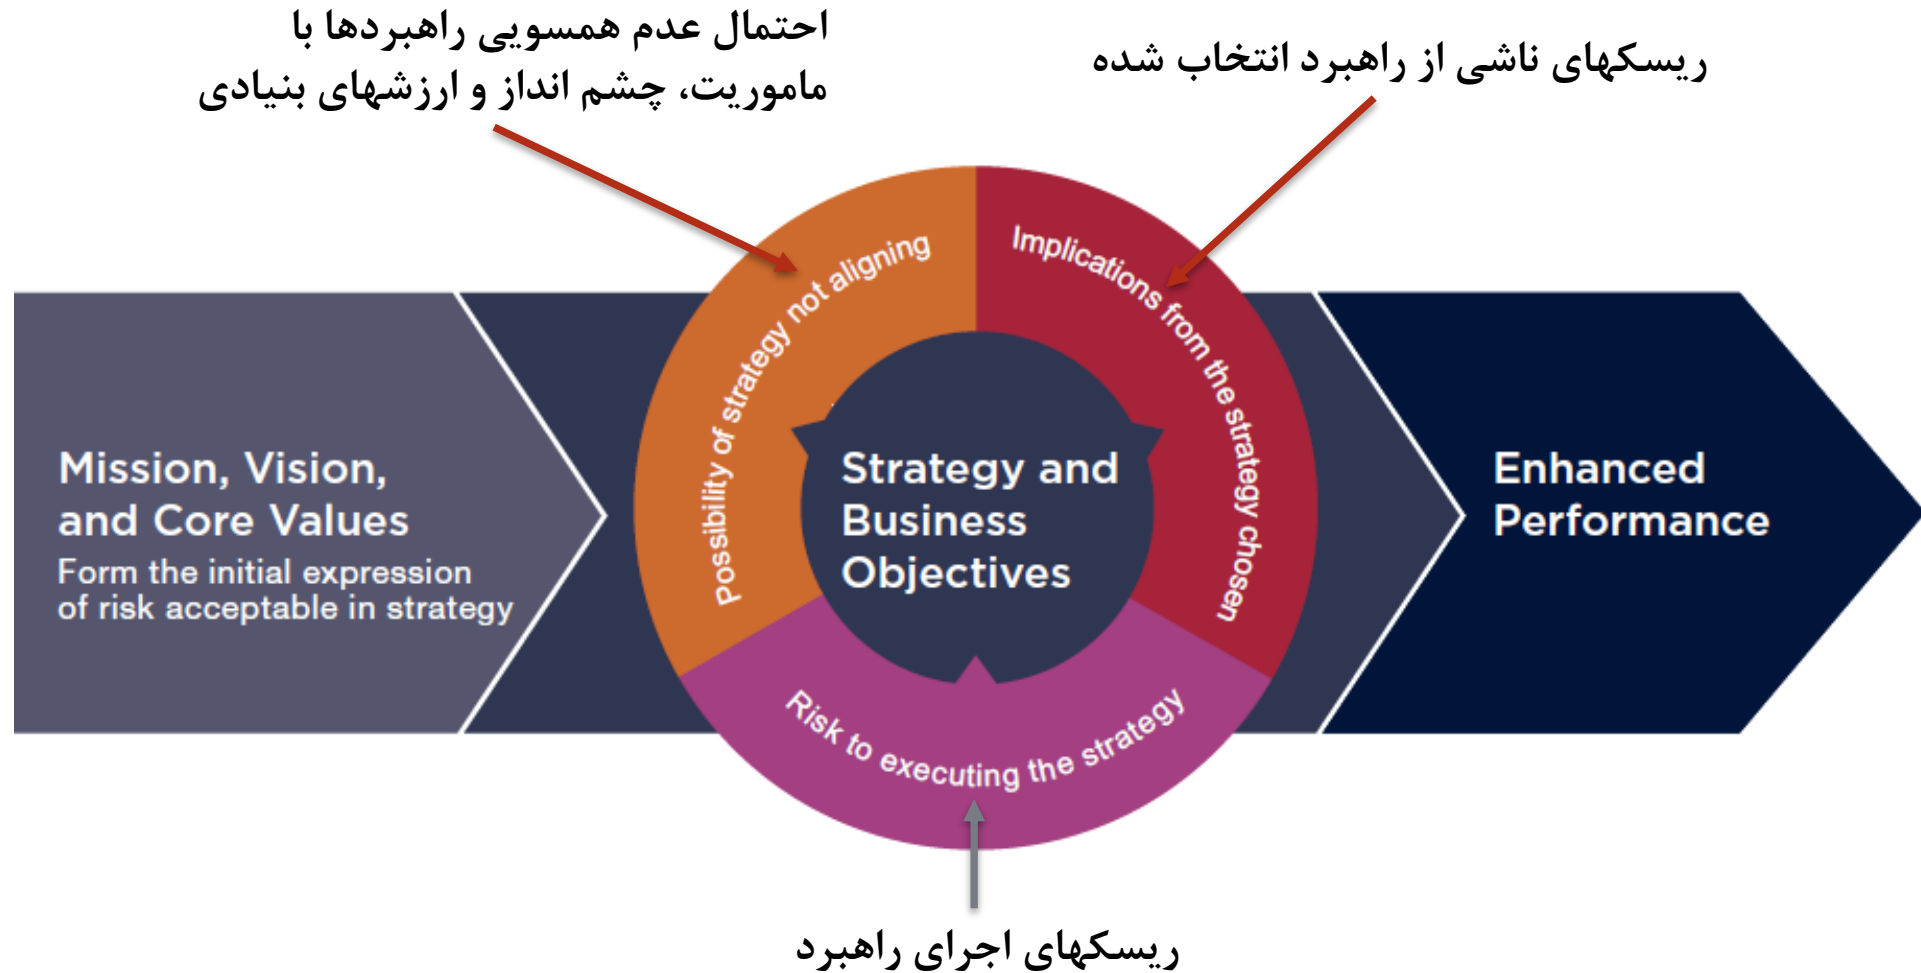 احتمال عدم همسویی راهبردها با
ماموریت، چشم انداز و ارزشهای بنیادی
ریسکهای ناشی از راهبرد انتخاب شده
Possibility of strategy not aligning
Implications from the strategy chosen
Mission, Vision,
and Core Values
Form the initial expression
of risk acceptable in strategy
Strategy and
Business
Objectives
Enhanced
Performance
Risk to executing the strategy
ریسکهای اجرای راهبرد